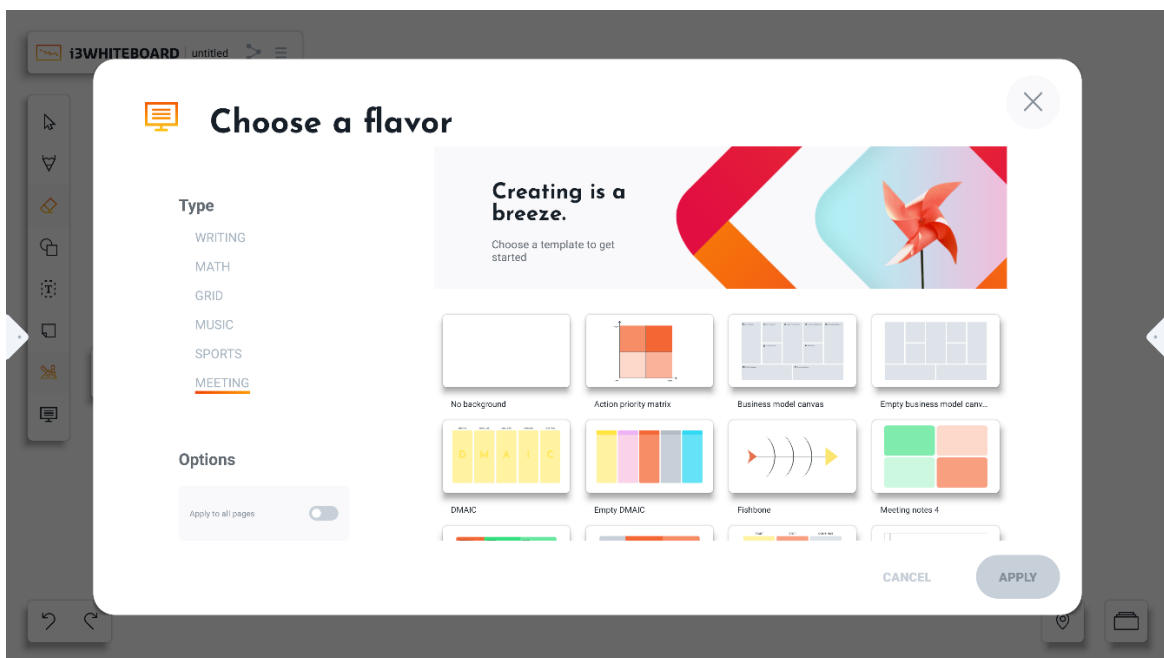 i3WHITEBOARD untitled
Choose a flavor
Type
WRITING
MATH
GRID
MUSIC
SPORTS
MEETING
Options
Apply to all pages
Creating is a
breeze.
Choose a template to get
started
No background
Action priority matrix
Business model canvas
Empty business model canv...
D M A I C
DMAIC
Empty DMAIC
Fishbone
Meeting notes 4
CANCEL
APPLY